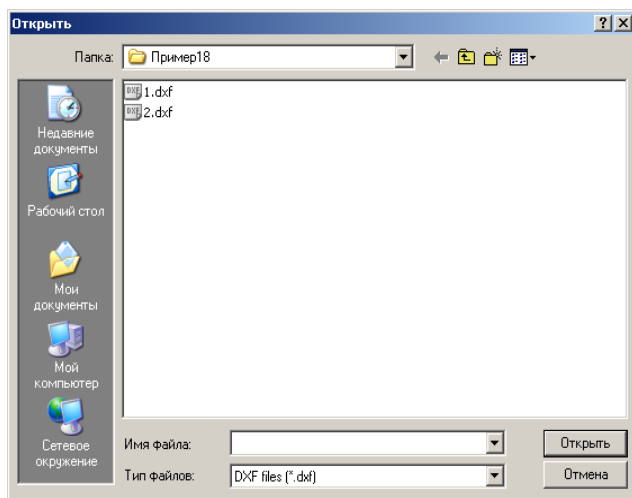 Открыть
Папка: Пример18
1.dxf
2.dxf
Недавние
документы
Рабочий стол
Мои
документы
Мой
компьютер
Сетевое
окружение
Имя файла:
Открыть
Тип файлов: DXF files (*.dxf)
Отмена